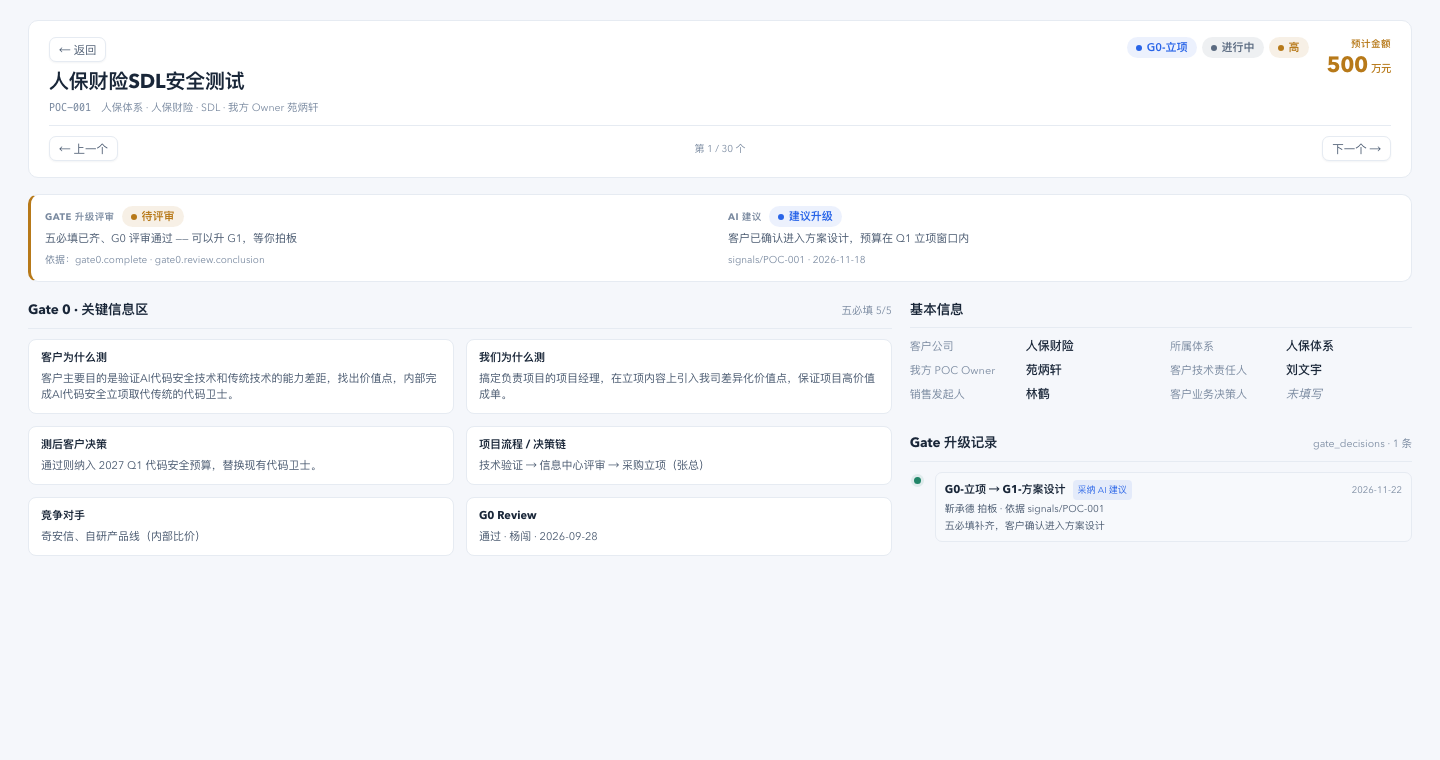 ← 返回
G0-立项
进行中
高
预计金额
500 万元
人保财险SDL安全测试
POC-001 人保体系 · 人保财险 · SDL · 我方 Owner 苑炳轩
← 上一个
第 1 / 30 个
下一个 →
GATE 升级评审 待评审
五必填已齐、G0 评审通过 — 可以升 G1，等你拍板
依据：gate0.complete · gate0.review.conclusion
AI 建议 建议升级
客户已确认进入方案设计，预算在 Q1 立项窗口内
signals/POC-001 · 2026-11-18
Gate 0 · 关键信息区
五必填 5/5
客户为什么测
客户主要目的是验证AI代码安全技术和传统技术的能力差距，找出价值点，内部完
成AI代码安全立项取代传统的代码卫士。
我们为什么测
搞定负责项目的项目经理，在立项内容上引入我司差异化价值点，保证项目高价值
成单。
测后客户决策
通过则纳入 2027 Q1 代码安全预算，替换现有代码卫士。
项目流程 / 决策链
技术验证 → 信息中心评审 → 采购立项（张总）
竞争对手
奇安信、自研产品线（内部比价）
G0 Review
通过 · 杨闯 · 2026-09-28
基本信息
客户公司 人保财险 所属体系 人保体系
我方 POC Owner 苑炳轩 客户技术责任人 刘文宇
销售发起人 林鹤 客户业务决策人 未填写
Gate 升级记录
gate_decisions · 1 条
G0-立项 → G1-方案设计 采纳 AI 建议 2026-11-22
靳承德 拍板 · 依据 signals/POC-001
五必填补齐，客户确认进入方案设计